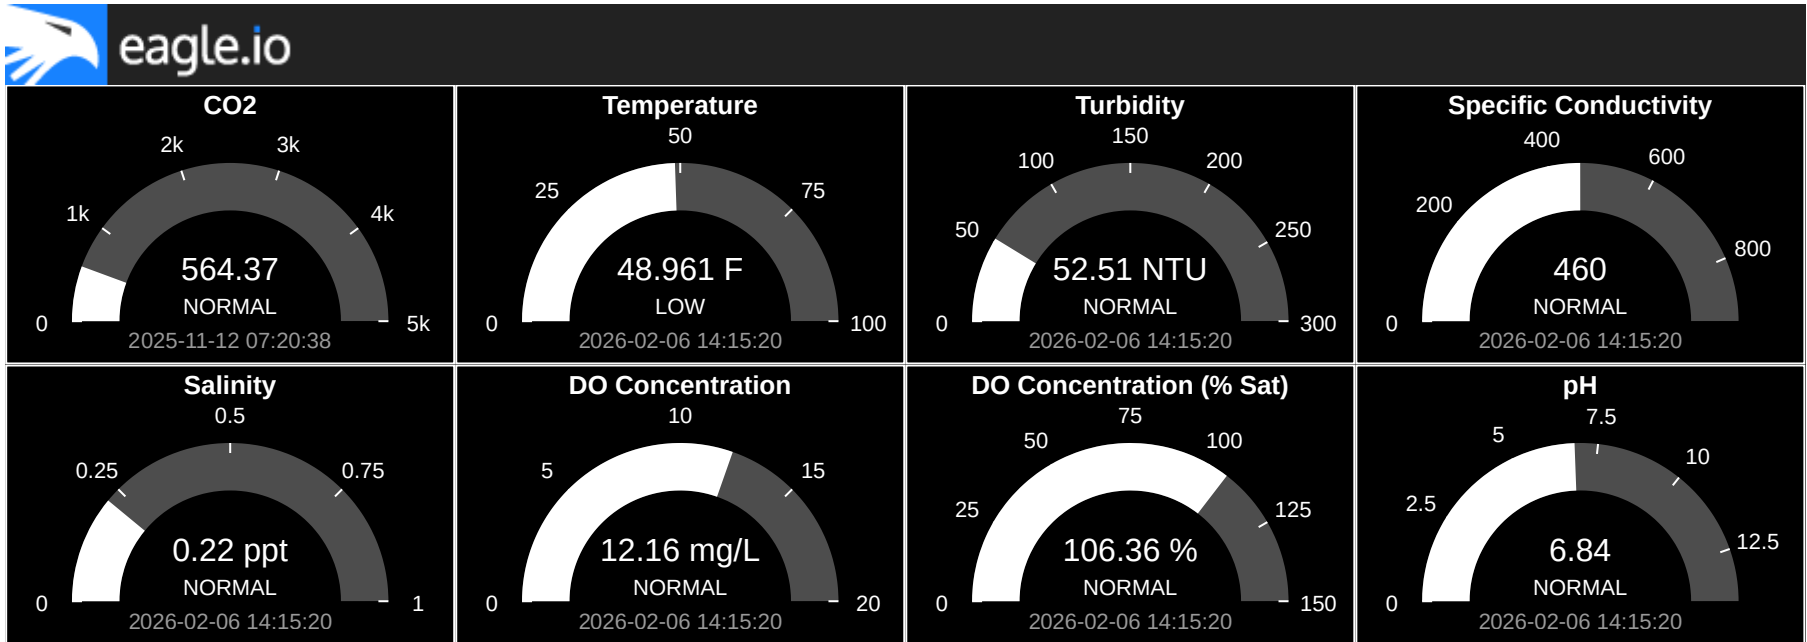 eagle.io
CO2
2k
3k
1k
4k
564.37
NORMAL
0
5k
2025-11-12 07:20:38
Temperature
50
25
75
48.961 F
LOW
0
100
2026-02-06 14:15:20
Turbidity
150
100
200
50
250
52.51 NTU
NORMAL
0
300
2026-02-06 14:15:20
Specific Conductivity
400
600
200
800
460
NORMAL
0
2026-02-06 14:15:20
Salinity
0.5
0.25
0.75
0.22 ppt
NORMAL
0
1
2026-02-06 14:15:20
DO Concentration
10
5
15
12.16 mg/L
NORMAL
0
20
2026-02-06 14:15:20
DO Concentration (% Sat)
75
50
100
25
125
106.36 %
NORMAL
0
150
2026-02-06 14:15:20
pH
7.5
5
10
2.5
12.5
6.84
NORMAL
0
2026-02-06 14:15:20